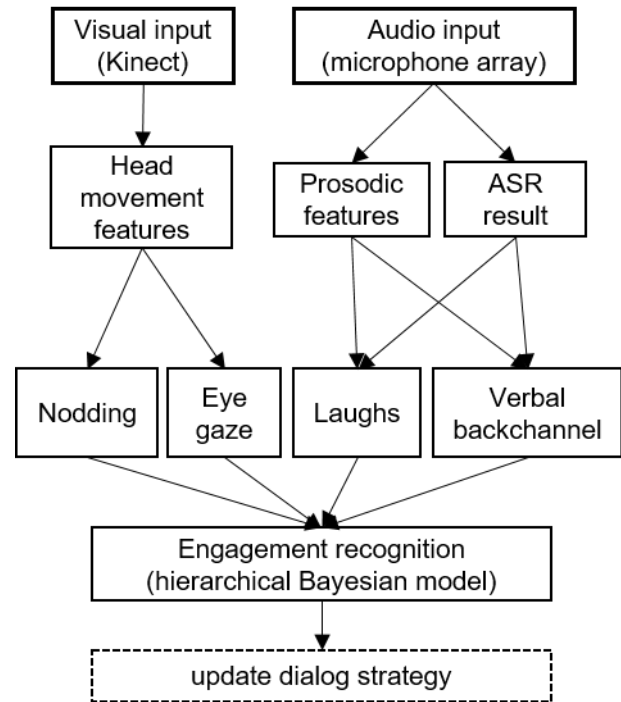 Visual input
(Kinect)
Audio input
(microphone array)
Head
movement
features
Prosodic
features
ASR
result
Nodding
Eye
gaze
Laughs
Verbal
backchannel
Engagement recognition
(hierarchical Bayesian model)
update dialog strategy